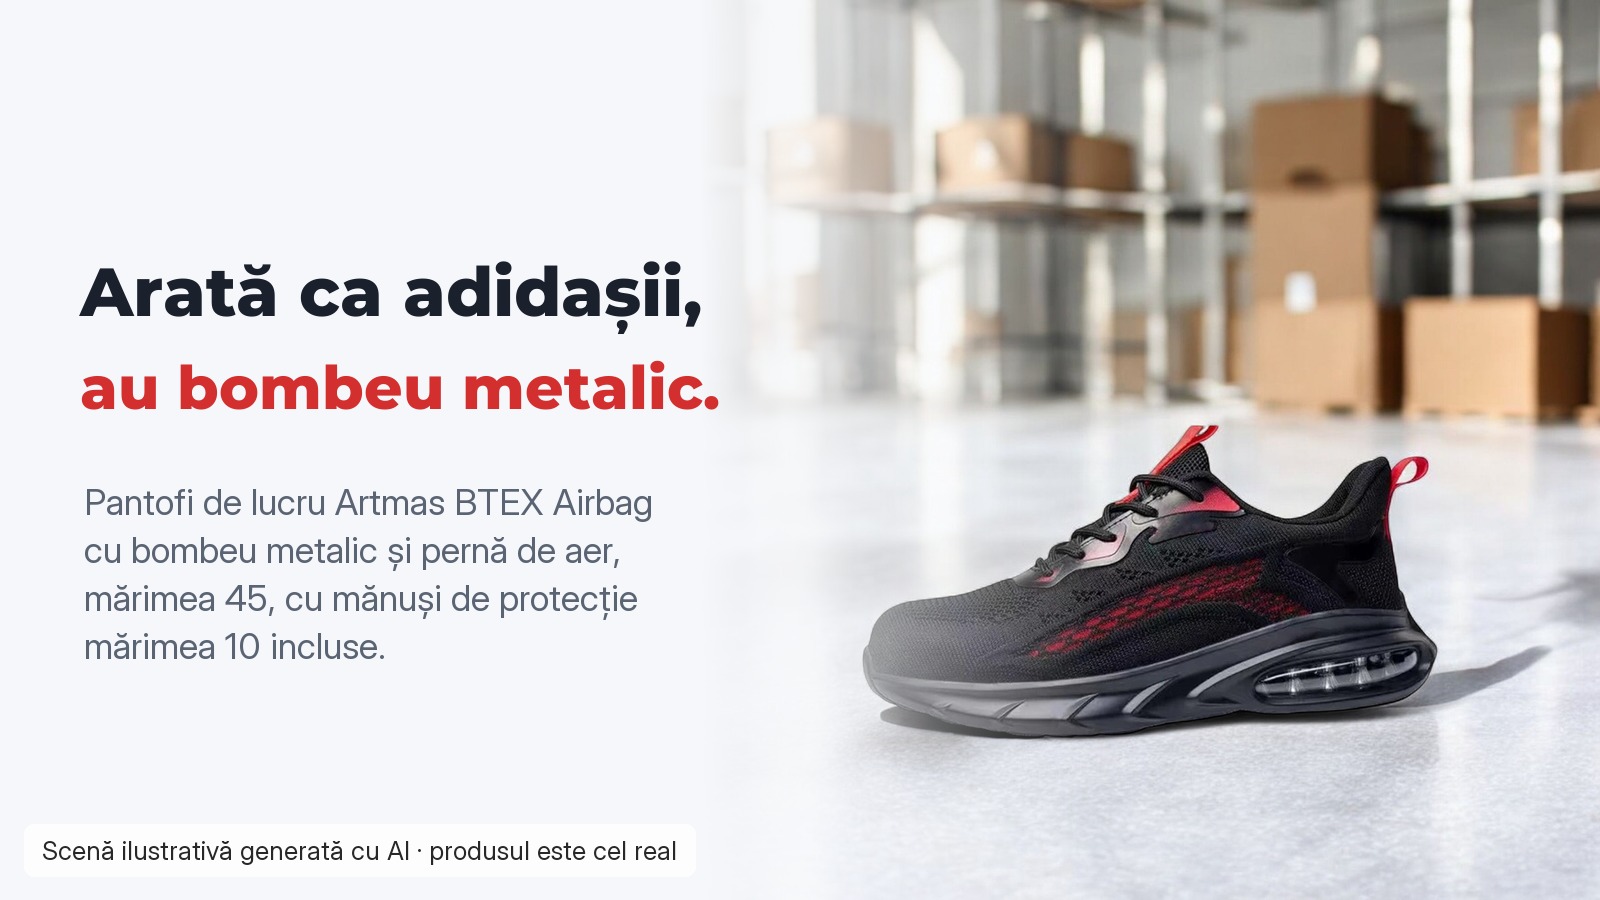 Arată ca adidașii,
au bombeu metalic.
Pantofi de lucru Artmas BTEX Airbag
cu bombeu metalic și pernă de aer,
mărimea 45, cu mănuși de protecție
mărimea 10 incluse.
Scenă ilustrativă generată cu AI · produsul este cel real